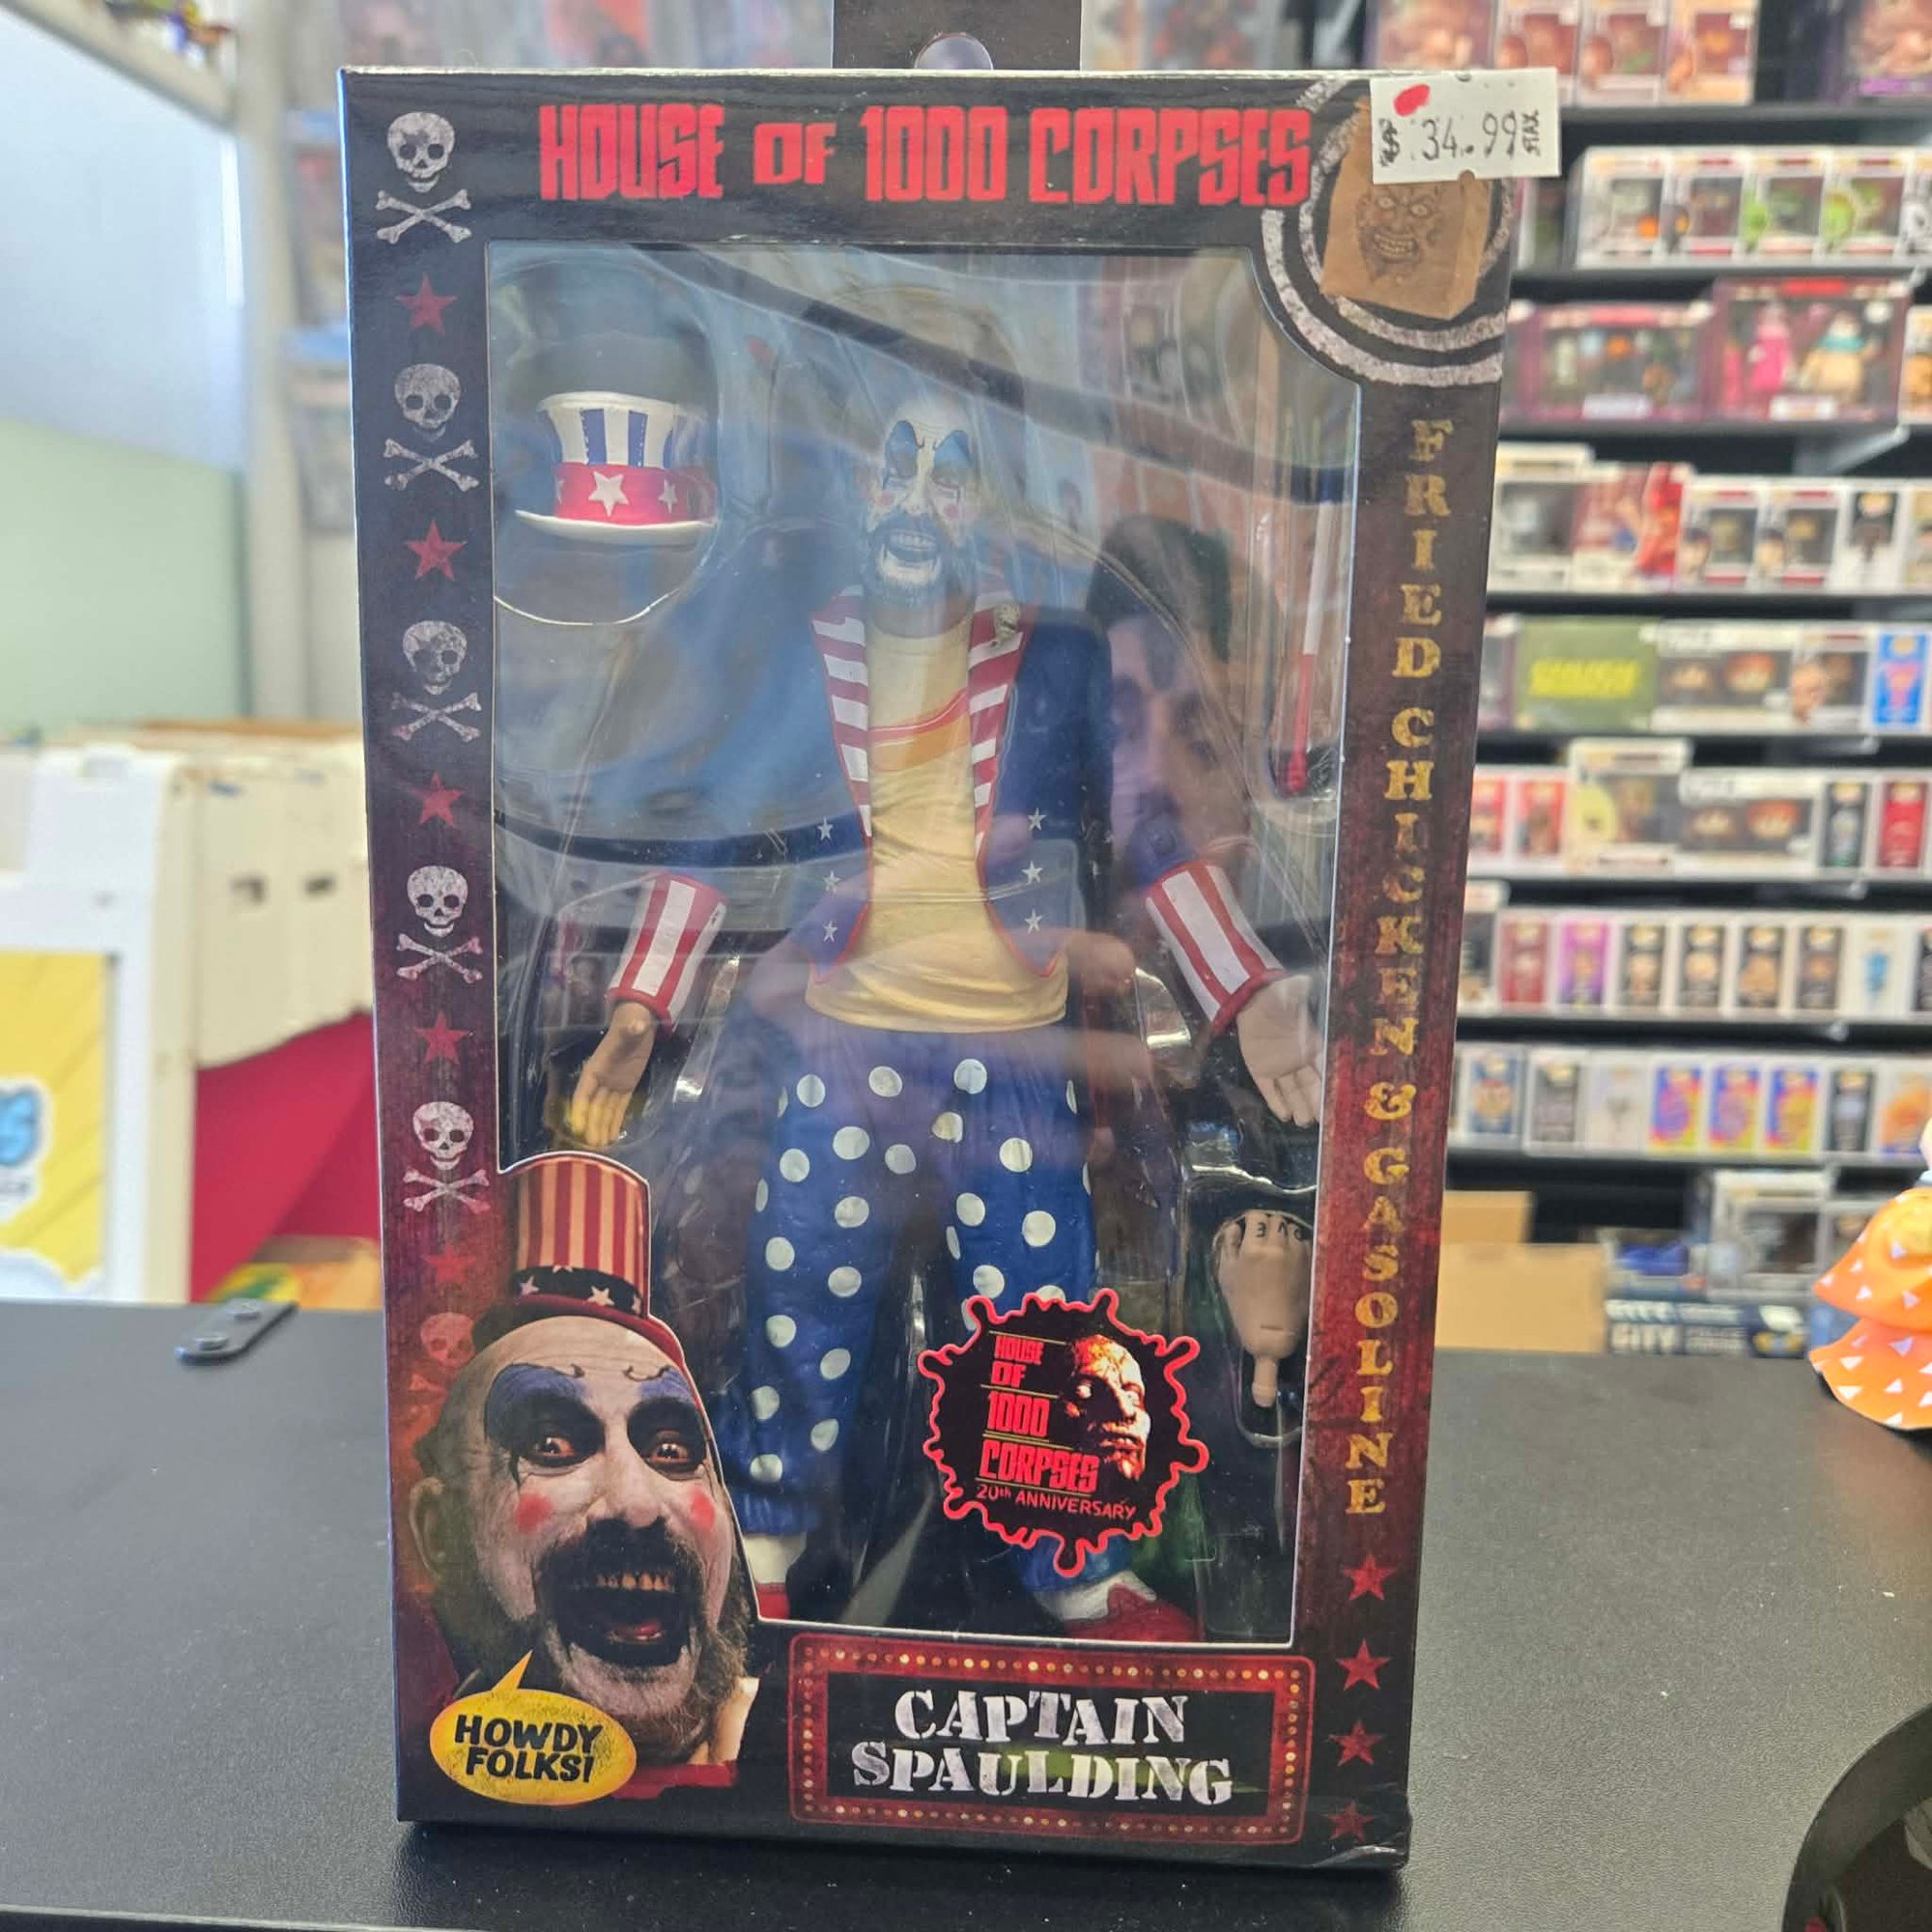 HOUSE OF 1000 CORPSES
$ 34.99
FRIED CHICKEN & GASOLINE
HOUSE
OF
1000
CORPSES
20th ANNIVERSARY
HOWDY
FOLKS!
CAPTAIN
SPAULDING